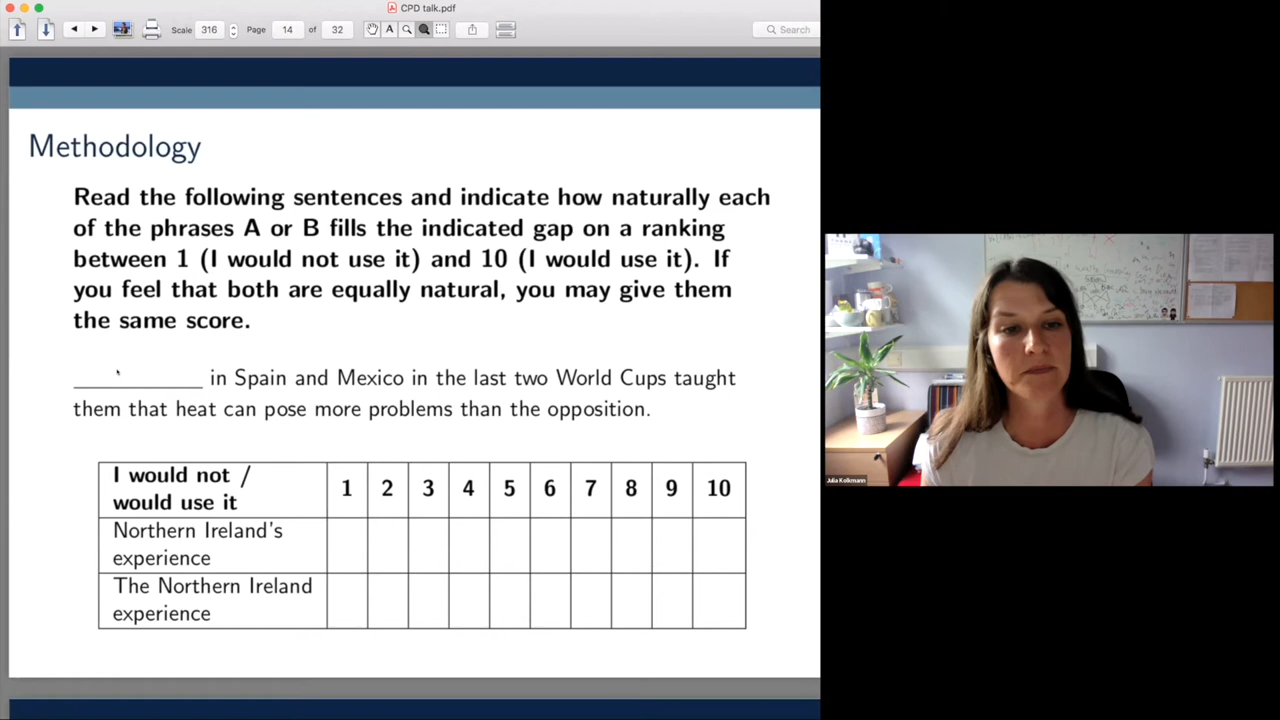 CPD talk.pdf
Scale 316 Page 14 of 32 A Search
Methodology
Read the following sentences and indicate how naturally each
of the phrases A or B fills the indicated gap on a ranking
between 1 (I would not use it) and 10 (I would use it). If
you feel that both are equally natural, you may give them
the same score.
in Spain and Mexico in the last two World Cups taught
them that heat can pose more problems than the opposition.
I would not /
would use it
1 2 3 4 5 6 7 8 9 10
Northern Ireland's
experience
The Northern Ireland
experience
Julia Kolkmann